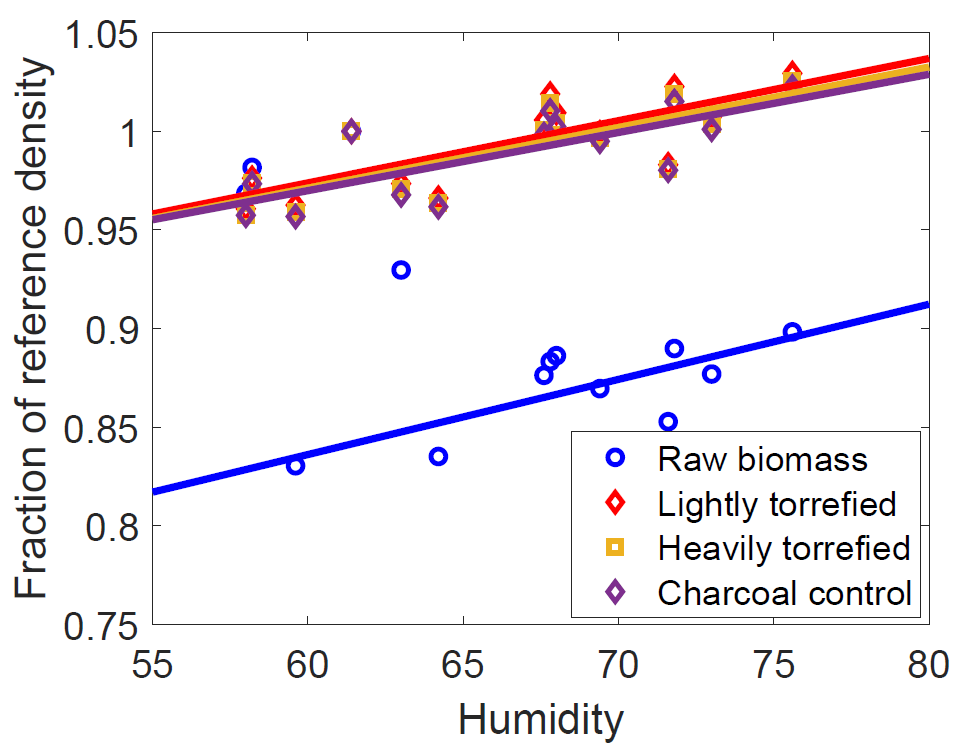 Fraction of reference density
1.05
1
0.95
0.9
0.85
0.8
0.75
Raw biomass
Lightly torrefied
Heavily torrefied
Charcoal control
55 60 65 70 75 80
Humidity